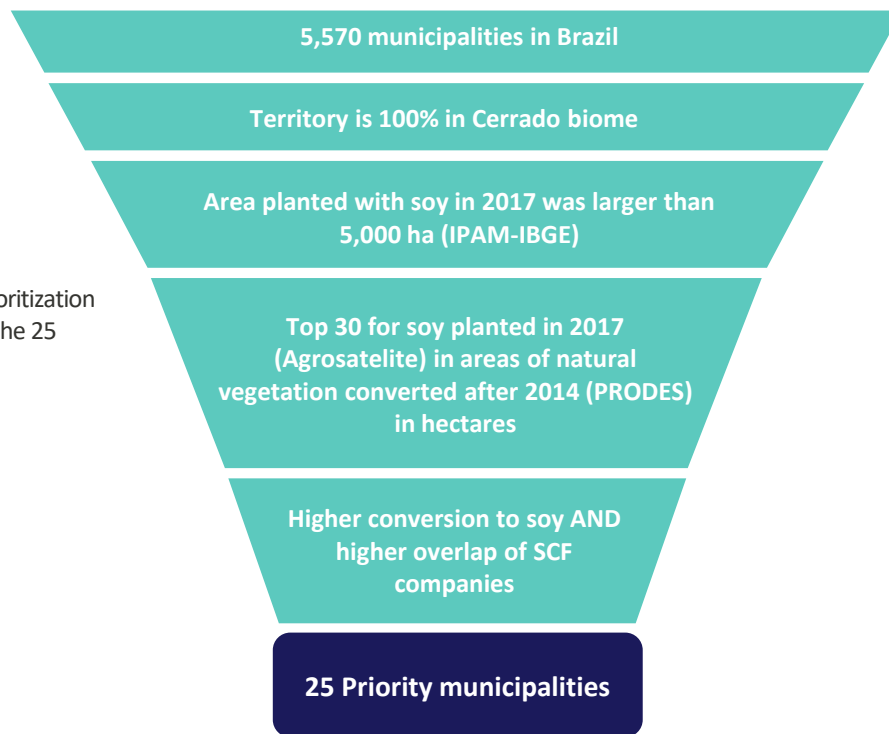 5,570 municipalities in Brazil
Territory is 100% in Cerrado biome
Area planted with soy in 2017 was larger than
5,000 ha (IPAM-IBGE)
oritization
he 25
Top 30 for soy planted in 2017
(Agrosatelite) in areas of natural
vegetation converted after 2014 (PRODES)
in hectares
Higher conversion to soy AND
higher overlap of SCF
companies
25 Priority municipalities